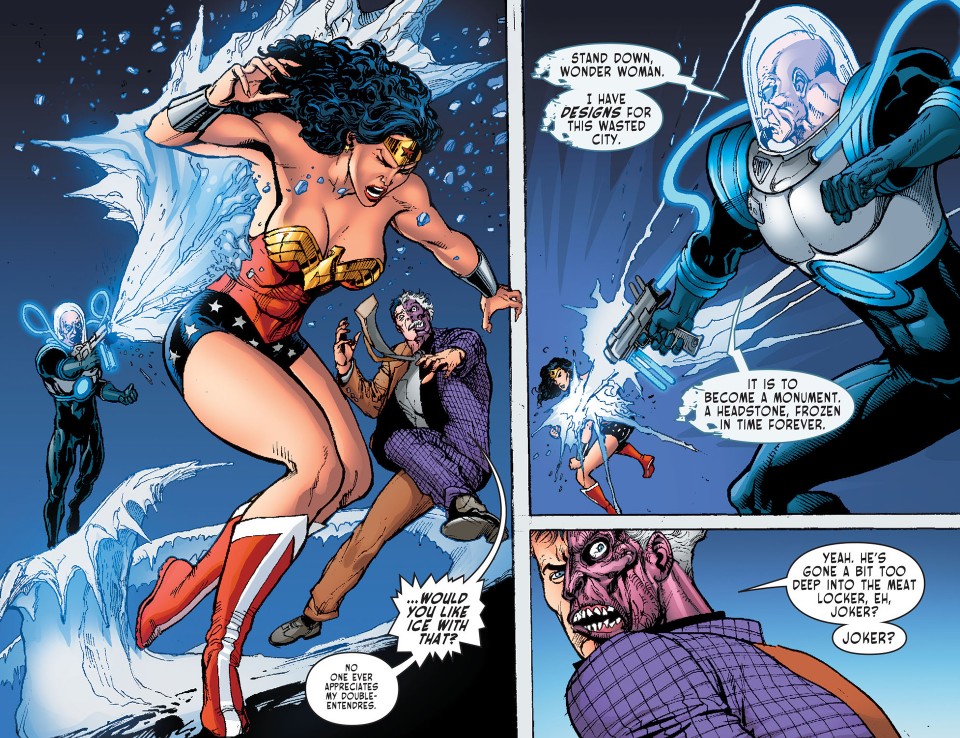 ...WOULD
YOU LIKE
ICE WITH
THAT?
NO
ONE EVER
APPRECIATES
MY DOUBLE-
ENTENDRES.
STAND DOWN,
WONDER WOMAN.
I HAVE
DESIGNS FOR
THIS WASTED
CITY.
IT IS TO
BECOME A MONUMENT.
A HEADSTONE, FROZEN
IN TIME FOREVER.
YEAH. HE'S
GONE A BIT TOO
DEEP INTO THE MEAT
LOCKER, EH,
JOKER?
JOKER?